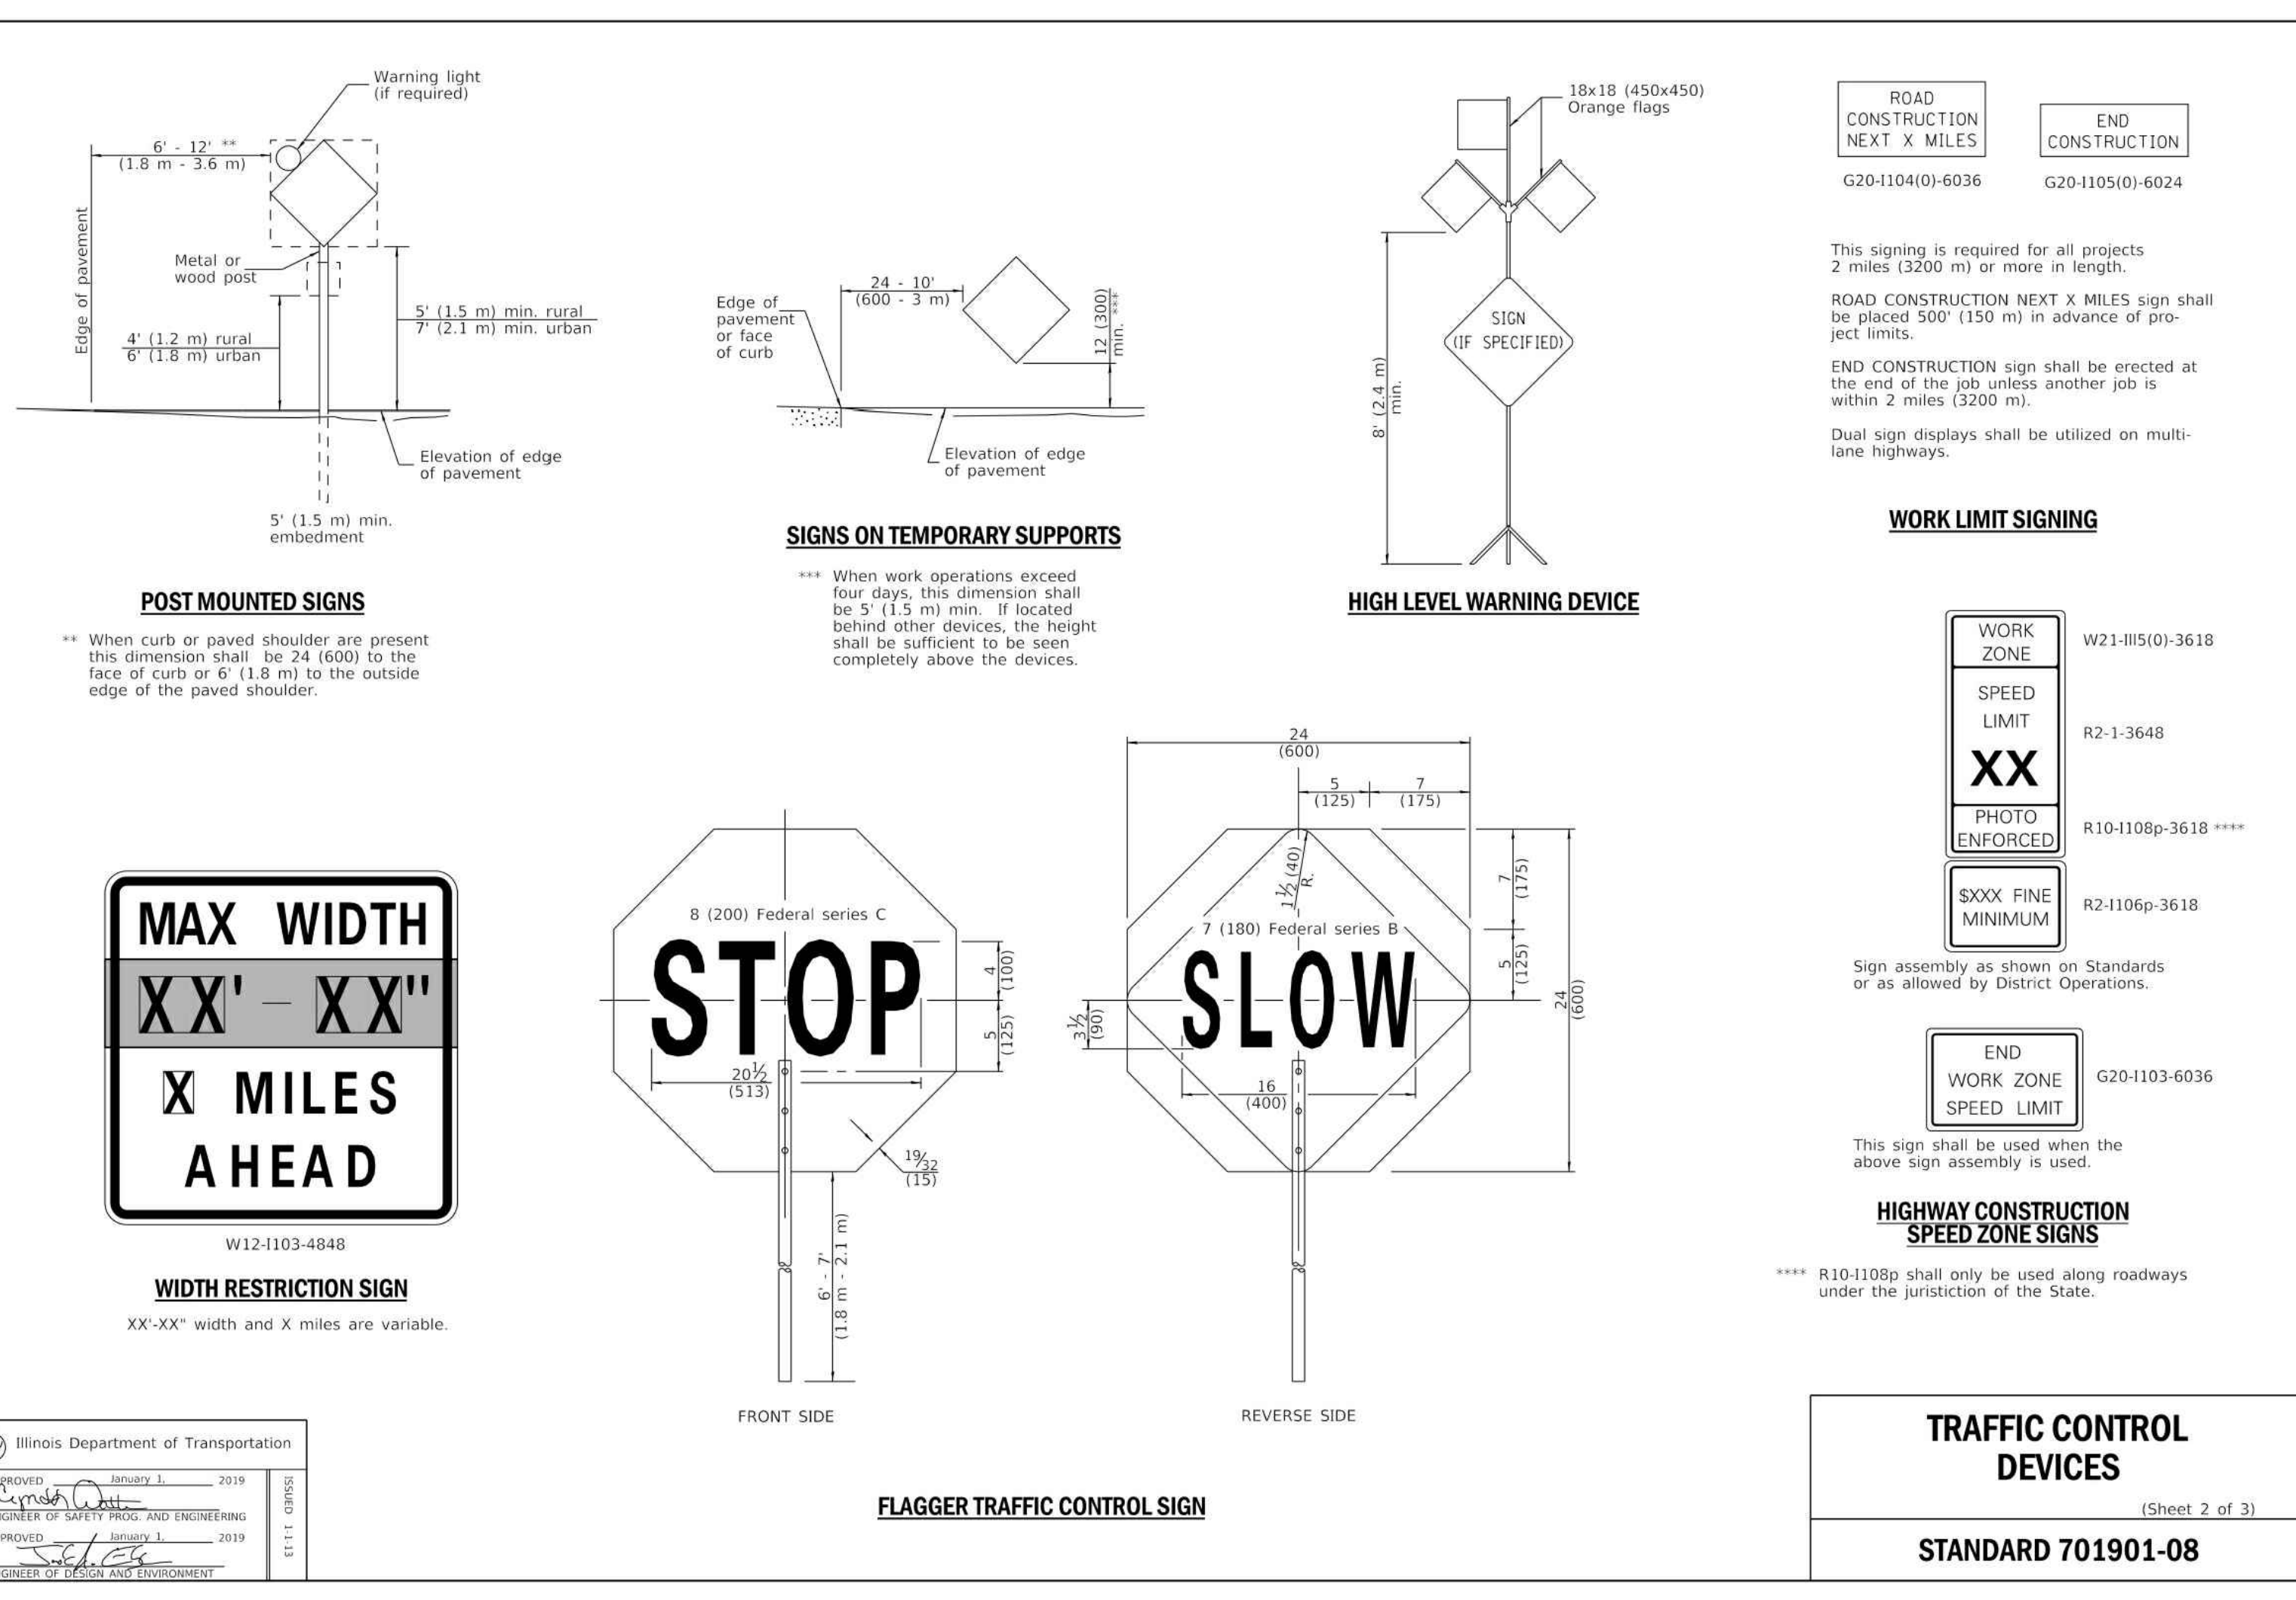 Warning light
(if required)
6' - 12' **
(1.8 m - 3.6 m)
Edge of pavement
Metal or
wood post
4' (1.2 m) rural
6' (1.8 m) urban
5' (1.5 m) min. rural
7' (2.1 m) min. urban
Elevation of edge
of pavement
5' (1.5 m) min.
embedment
POST MOUNTED SIGNS
** When curb or paved shoulder are present
this dimension shall be 24 (600) to the
face of curb or 6' (1.8 m) to the outside
edge of the paved shoulder.
24 - 10'
(600 - 3 m)
Edge of
pavement
or face
of curb
12 (300)
min. ***
Elevation of edge
of pavement
SIGNS ON TEMPORARY SUPPORTS
*** When work operations exceed
four days, this dimension shall
be 5' (1.5 m) min. If located
behind other devices, the height
shall be sufficient to be seen
completely above the devices.
18x18 (450x450)
Orange flags
SIGN
(IF SPECIFIED)
8' (2.4 m)
min.
HIGH LEVEL WARNING DEVICE
ROAD
CONSTRUCTION
NEXT X MILES
G20-I104(0)-6036
END
CONSTRUCTION
G20-I105(0)-6024
This signing is required for all projects
2 miles (3200 m) or more in length.
ROAD CONSTRUCTION NEXT X MILES sign shall
be placed 500' (150 m) in advance of pro-
ject limits.
END CONSTRUCTION sign shall be erected at
the end of the job unless another job is
within 2 miles (3200 m).
Dual sign displays shall be utilized on multi-
lane highways.
WORK LIMIT SIGNING
MAX WIDTH
XX' - XX"
X MILES
AHEAD
W12-I103-4848
WIDTH RESTRICTION SIGN
XX'-XX" width and X miles are variable.
8 (200) Federal series C
STOP
4
(100)
5
(125)
20½
(513)
19/32
(15)
6' - 7'
(1.8 m - 2.1 m)
FRONT SIDE
24
(600)
5
(125)
7
(175)
1 ½ (40)
R.
7 (180) Federal series B
SLOW
3½
(90)
16
(400)
7
(175)
5
(125)
24
(600)
REVERSE SIDE
FLAGGER TRAFFIC CONTROL SIGN
WORK
ZONE
W21-III5(0)-3618
SPEED
LIMIT
XX
R2-1-3648
PHOTO
ENFORCED
R10-I108p-3618 ****
$XXX FINE
MINIMUM
R2-I106p-3618
Sign assembly as shown on Standards
or as allowed by District Operations.
END
WORK ZONE
SPEED LIMIT
G20-I103-6036
This sign shall be used when the
above sign assembly is used.
HIGHWAY CONSTRUCTION
SPEED ZONE SIGNS
**** R10-I108p shall only be used along roadways
under the juristiction of the State.
Illinois Department of Transportation
PROVED January 1, 2019
GINEER OF SAFETY PROG. AND ENGINEERING
PROVED January 1, 2019
GINEER OF DESIGN AND ENVIRONMENT
ISSUED 1-1-13
TRAFFIC CONTROL
DEVICES
(Sheet 2 of 3)
STANDARD 701901-08